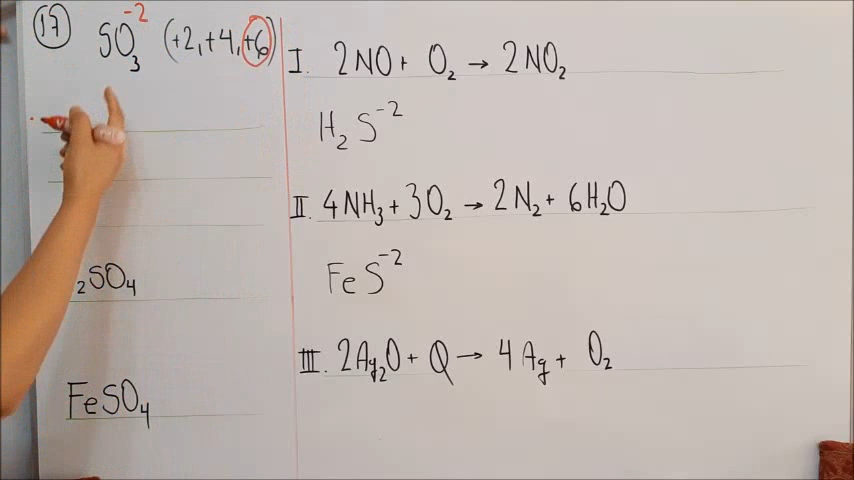 17 SO₃⁻² (+2,+4,+6)
₂SO₄
FeSO₄
I. 2NO + O₂ → 2NO₂
H₂S⁻²
II. 4NH₃ + 3O₂ → 2N₂ + 6H₂O
FeS⁻²
III. 2Ag₂O + Q → 4Ag + O₂